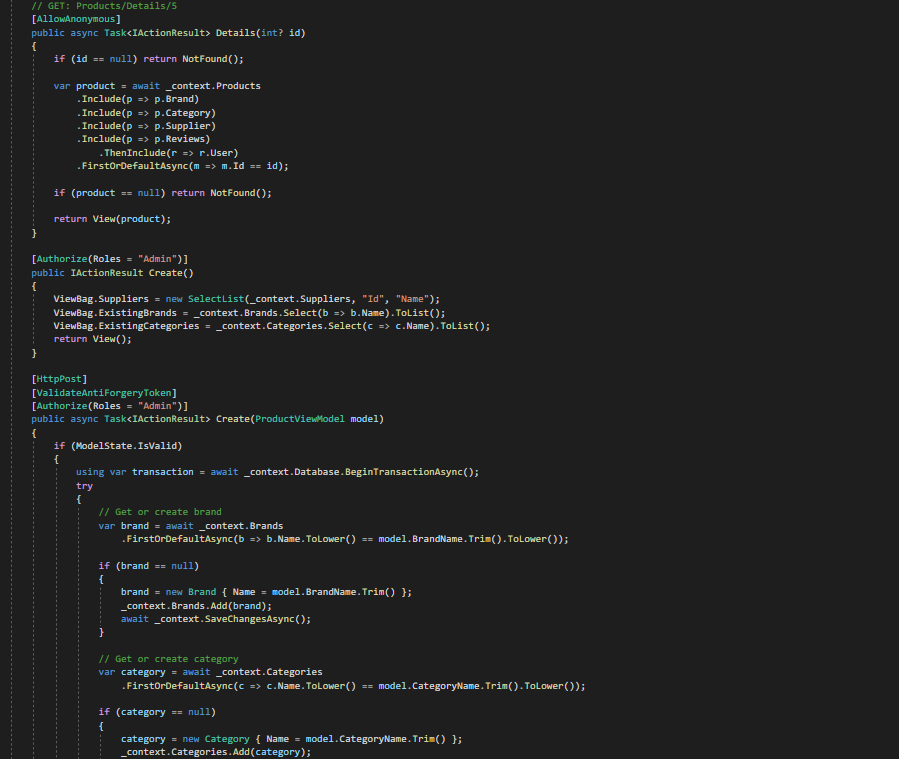 // GET: Products/Details/5
[AllowAnonymous]
public async Task<IActionResult> Details(int? id)
{
if (id == null) return NotFound();
var product = await _context.Products
.Include(p => p.Brand)
.Include(p => p.Category)
.Include(p => p.Supplier)
.Include(p => p.Reviews)
.ThenInclude(r => r.User)
.FirstOrDefaultAsync(m => m.Id == id);
if (product == null) return NotFound();
return View(product);
}
[Authorize(Roles = "Admin")]
public IActionResult Create()
{
ViewBag.Suppliers = new SelectList(_context.Suppliers, "Id", "Name");
ViewBag.ExistingBrands = _context.Brands.Select(b => b.Name).ToList();
ViewBag.ExistingCategories = _context.Categories.Select(c => c.Name).ToList();
return View();
}
[HttpPost]
[ValidateAntiForgeryToken]
[Authorize(Roles = "Admin")]
public async Task<IActionResult> Create(ProductViewModel model)
{
if (ModelState.IsValid)
{
using var transaction = await _context.Database.BeginTransactionAsync();
try
{
// Get or create brand
var brand = await _context.Brands
.FirstOrDefaultAsync(b => b.Name.ToLower() == model.BrandName.Trim().ToLower());
if (brand == null)
{
brand = new Brand { Name = model.BrandName.Trim() };
_context.Brands.Add(brand);
await _context.SaveChangesAsync();
}
// Get or create category
var category = await _context.Categories
.FirstOrDefaultAsync(c => c.Name.ToLower() == model.CategoryName.Trim().ToLower());
if (category == null)
{
category = new Category { Name = model.CategoryName.Trim() };
_context.Categories.Add(category);